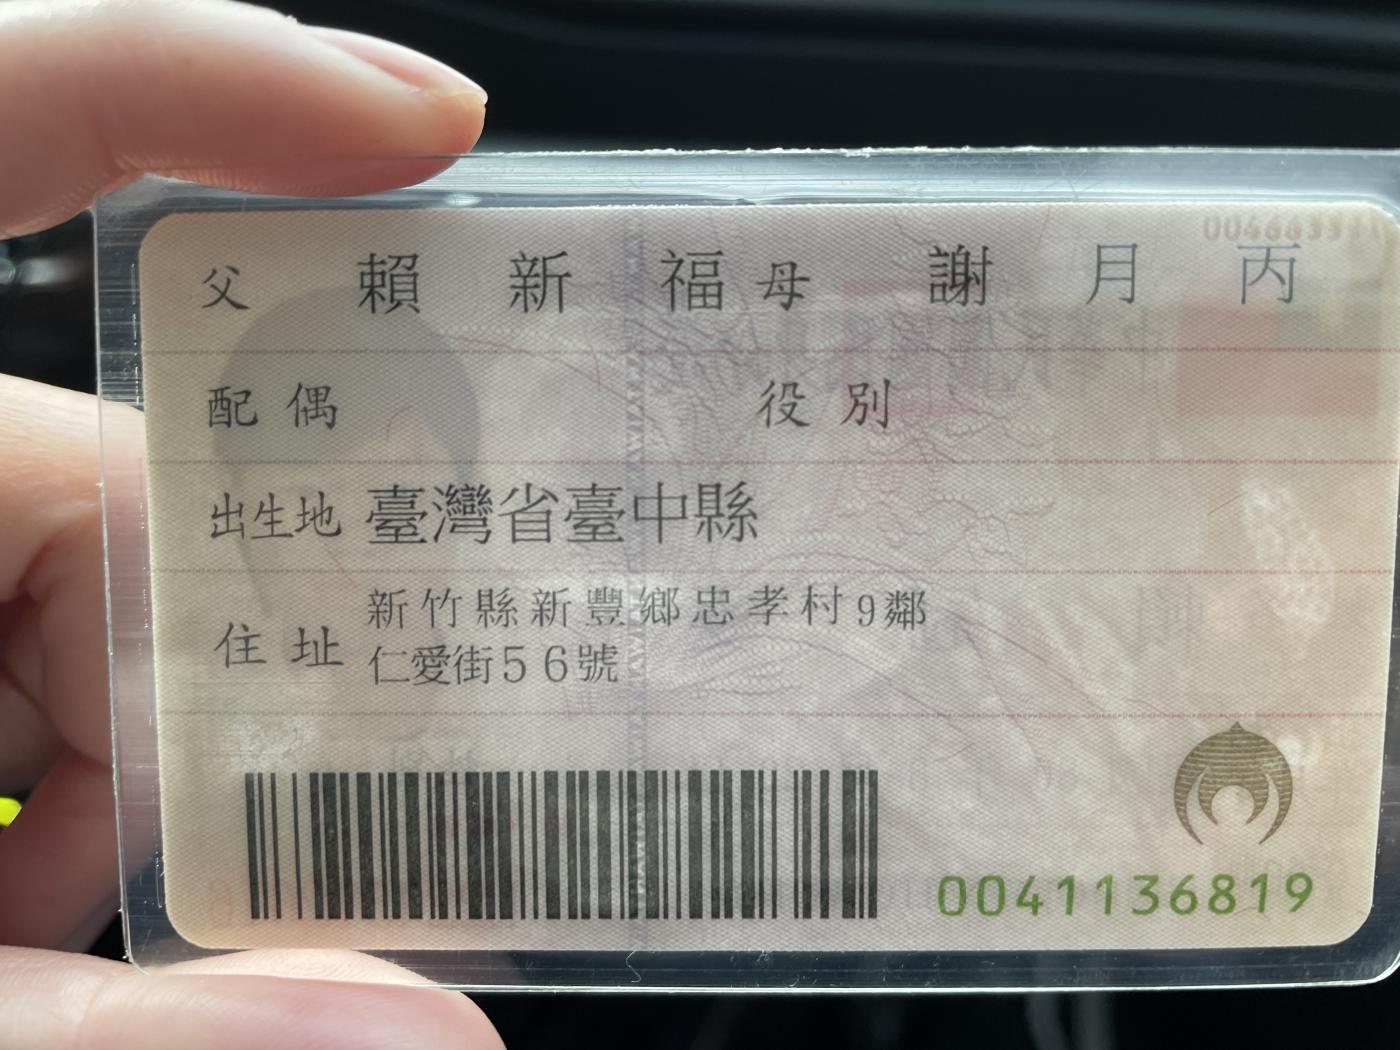 父 賴新福 母 謝月丙
配偶 役別
出生地 臺灣省臺中縣
住址 新竹縣新豐鄉忠孝村9鄰
仁愛街56號
0041136819